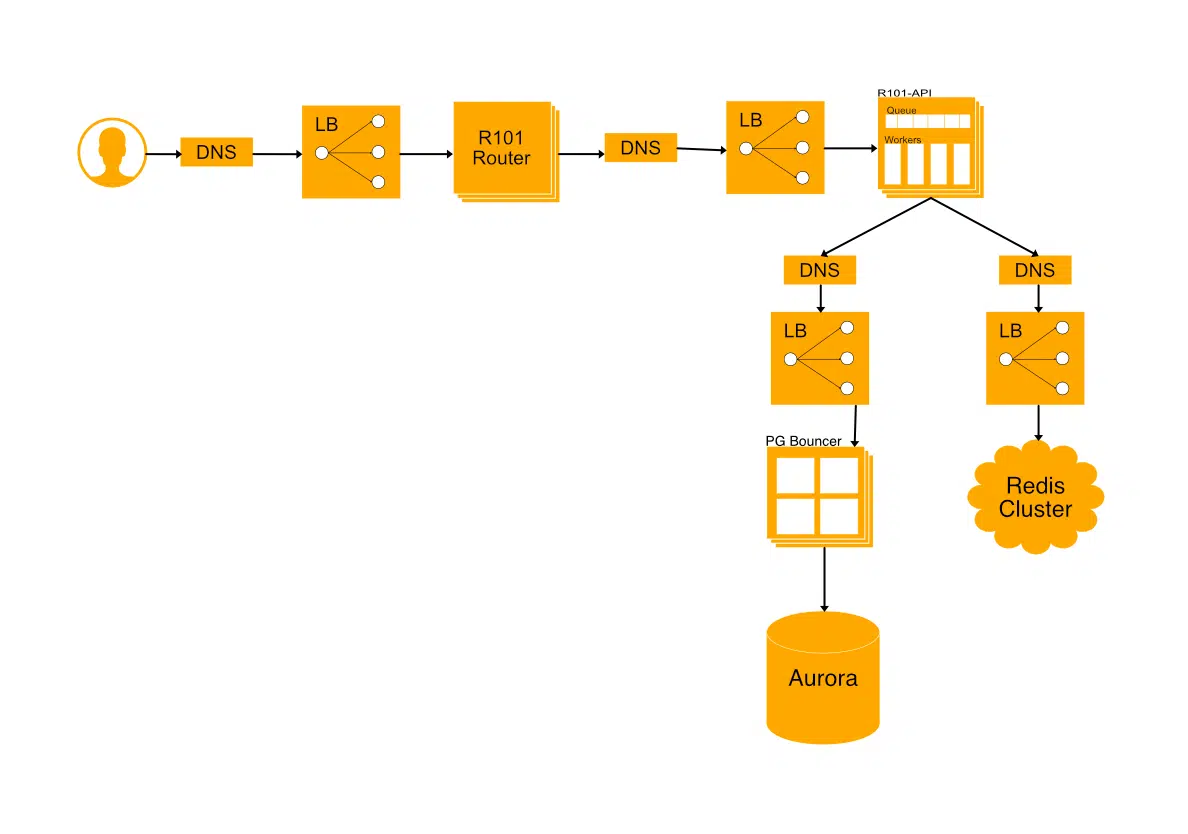 DNS
LB
R101
Router
DNS
LB
R101-API
Queue
Workers
DNS
DNS
LB
LB
PG Bouncer
Redis
Cluster
Aurora